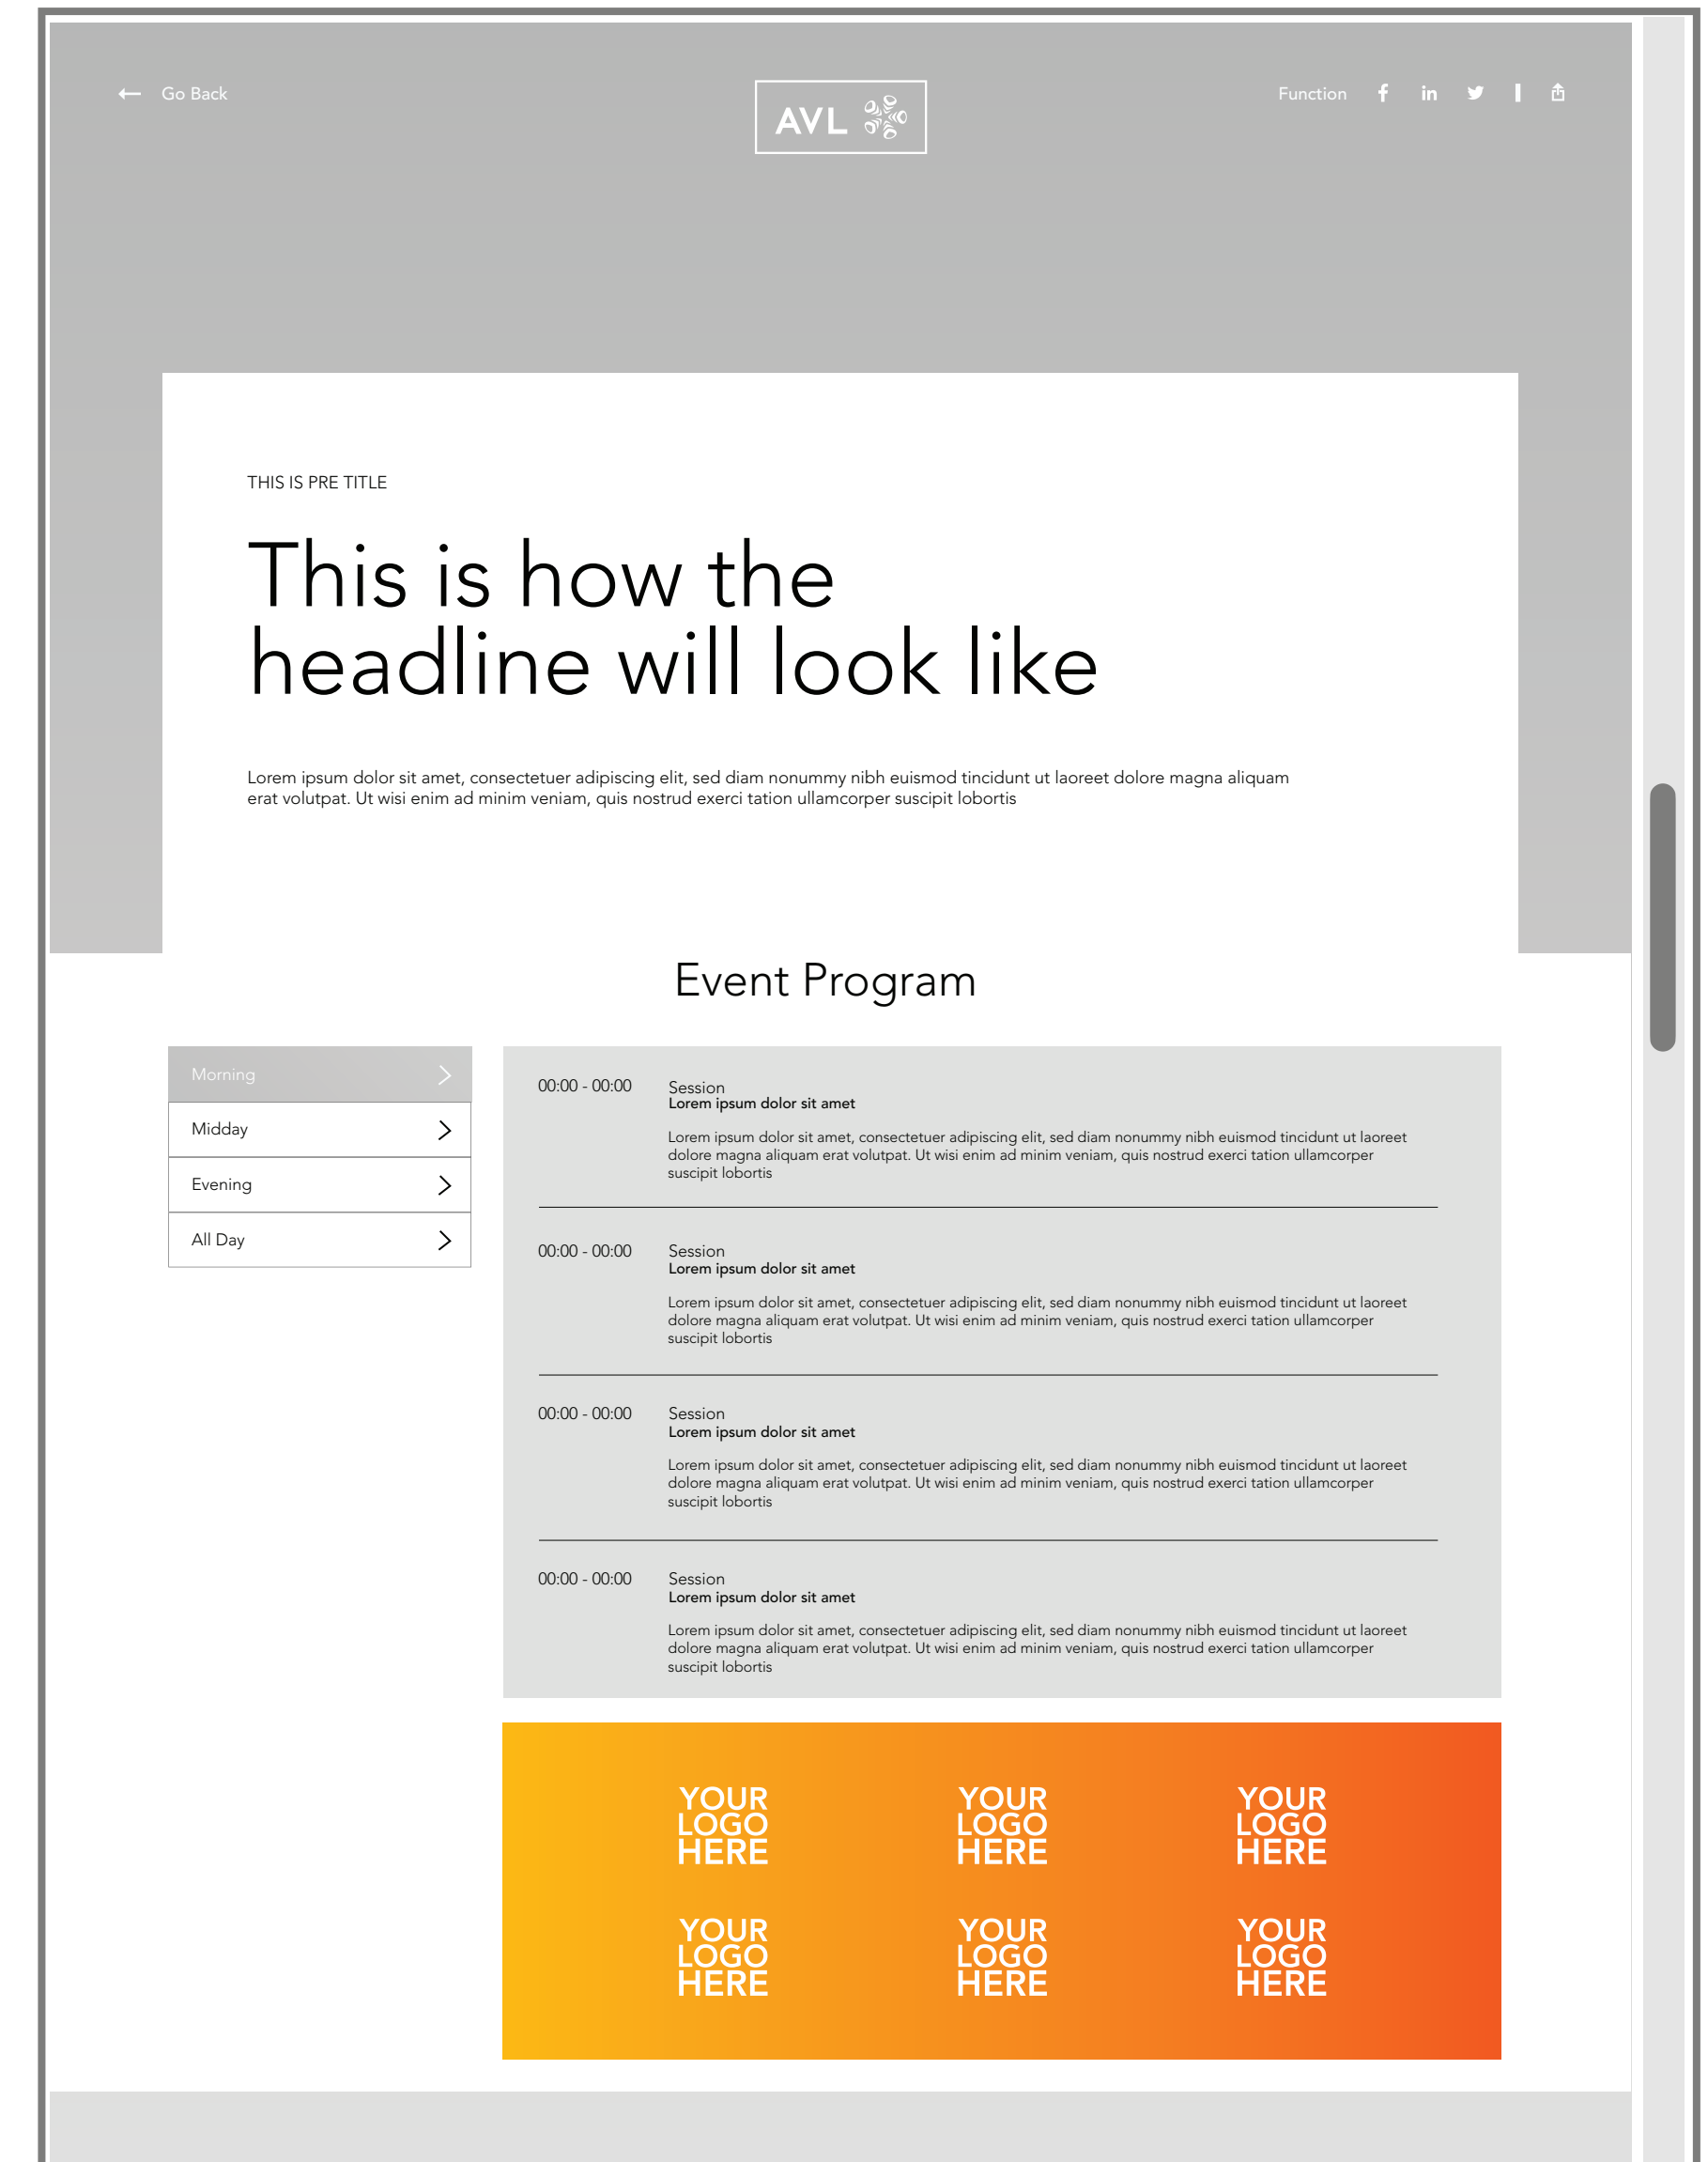 Go Back
AVL
Function
THIS IS PRE TITLE
This is how the
headline will look like
Lorem ipsum dolor sit amet, consectetuer adipiscing elit, sed diam nonummy nibh euismod tincidunt ut laoreet dolore magna aliquam
erat volutpat. Ut wisi enim ad minim veniam, quis nostrud exerci tation ullamcorper suscipit lobortis
Event Program
Morning
Midday
Evening
All Day
00:00 - 00:00
Session
Lorem ipsum dolor sit amet
Lorem ipsum dolor sit amet, consectetuer adipiscing elit, sed diam nonummy nibh euismod tincidunt ut laoreet
dolore magna aliquam erat volutpat. Ut wisi enim ad minim veniam, quis nostrud exerci tation ullamcorper
suscipit lobortis
00:00 - 00:00
Session
Lorem ipsum dolor sit amet
Lorem ipsum dolor sit amet, consectetuer adipiscing elit, sed diam nonummy nibh euismod tincidunt ut laoreet
dolore magna aliquam erat volutpat. Ut wisi enim ad minim veniam, quis nostrud exerci tation ullamcorper
suscipit lobortis
00:00 - 00:00
Session
Lorem ipsum dolor sit amet
Lorem ipsum dolor sit amet, consectetuer adipiscing elit, sed diam nonummy nibh euismod tincidunt ut laoreet
dolore magna aliquam erat volutpat. Ut wisi enim ad minim veniam, quis nostrud exerci tation ullamcorper
suscipit lobortis
00:00 - 00:00
Session
Lorem ipsum dolor sit amet
Lorem ipsum dolor sit amet, consectetuer adipiscing elit, sed diam nonummy nibh euismod tincidunt ut laoreet
dolore magna aliquam erat volutpat. Ut wisi enim ad minim veniam, quis nostrud exerci tation ullamcorper
suscipit lobortis
YOUR
LOGO
HERE
YOUR
LOGO
HERE
YOUR
LOGO
HERE
YOUR
LOGO
HERE
YOUR
LOGO
HERE
YOUR
LOGO
HERE